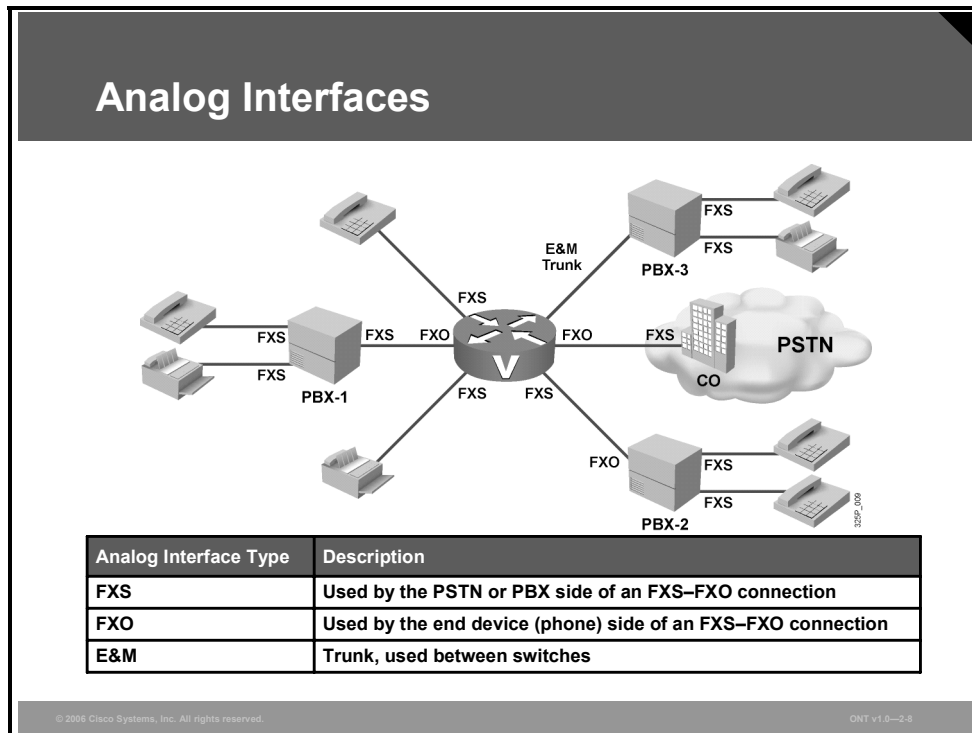 Analog Interfaces
FXS
FXS
E&M
Trunk
PBX-3
FXS
FXS
FXS
FXO
FXO
FXS
PSTN
FXS
PBX-1
CO
V
FXS
FXS
FXO
FXS
FXS
PBX-2
325P_009
Analog Interface Type
Description
FXS
Used by the PSTN or PBX side of an FXS–FXO connection
FXO
Used by the end device (phone) side of an FXS–FXO connection
E&M
Trunk, used between switches
© 2006 Cisco Systems, Inc. All rights reserved.
ONT v1.0—2-8